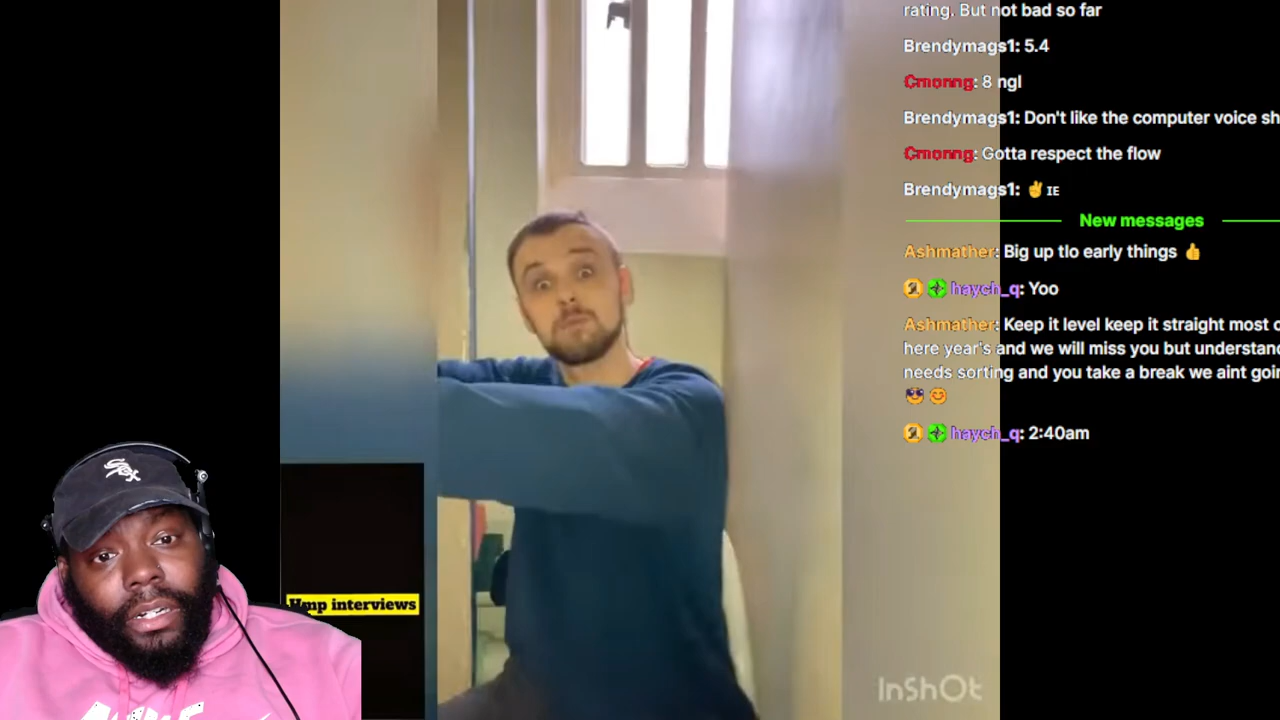 rating. But not bad so far
Brendymags1: 5.4
Cmonng: 8 ngl
Brendymags1: Don't like the computer voice sh
Cmonng: Gotta respect the flow
Brendymags1: ✌️ IE
New messages
Ashmather: Big up tlo early things 👍
haych_q: Yoo
Ashmather: Keep it level keep it straight most o
here year's and we will miss you but understand
needs sorting and you take a break we aint goin
😎 😊
haych_q: 2:40am
Hmp interviews
InShOt